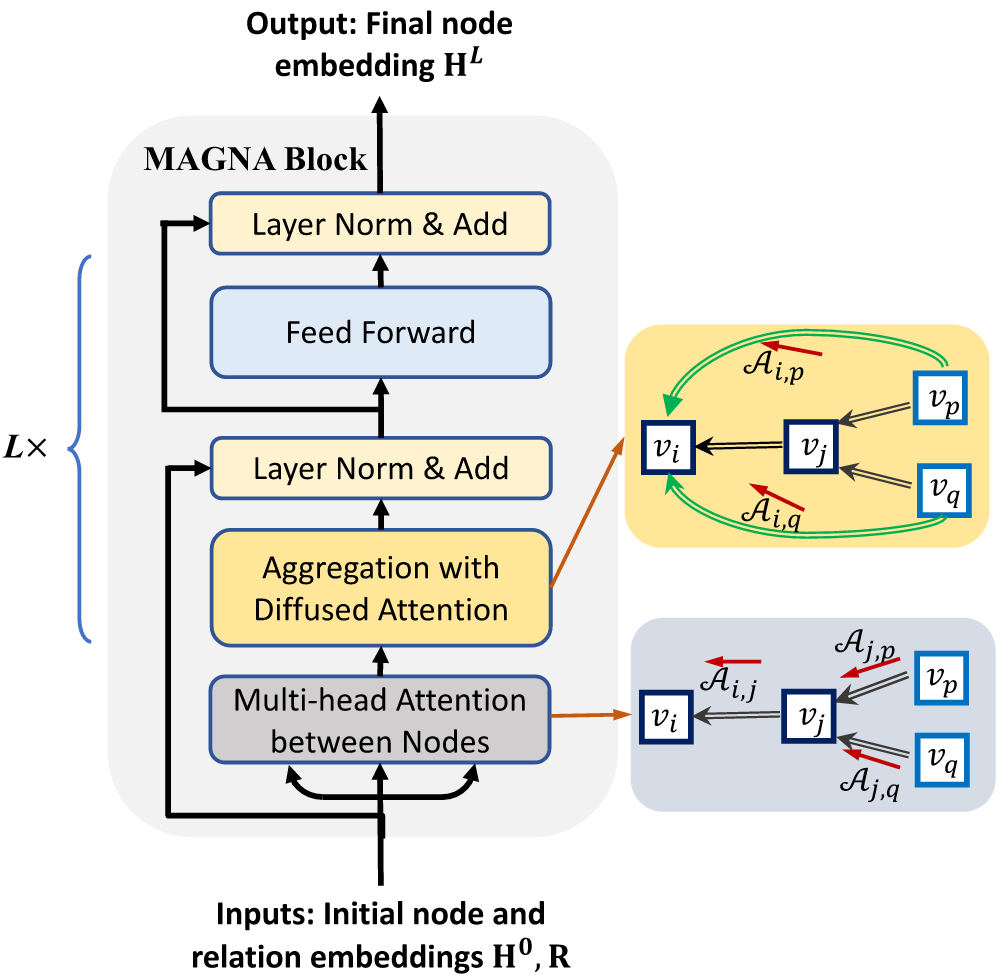 Output: Final node
embedding H^L
MAGNA Block
Layer Norm & Add
Feed Forward
L×
Layer Norm & Add
Aggregation with
Diffused Attention
Multi-head Attention
between Nodes
Inputs: Initial node and
relation embeddings H^0, R
𝒜_{i,p}
v_p
v_i
v_j
v_q
𝒜_{i,q}
𝒜_{j,p}
𝒜_{i,j}
v_p
v_i
v_j
v_q
𝒜_{j,q}